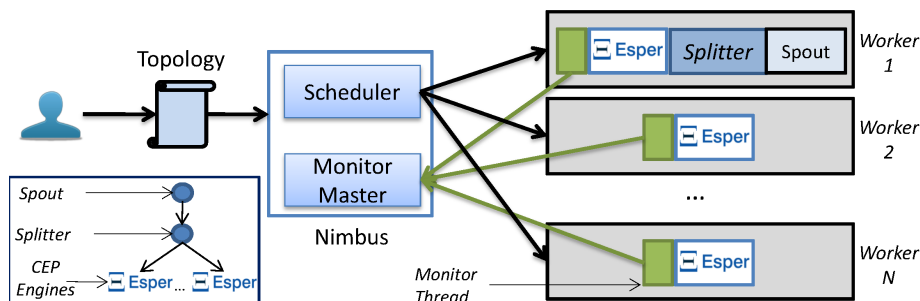 Topology
Scheduler
Monitor
Master
Nimbus
Esper
Splitter
Spout
Worker
1
Esper
Worker
2
...
Esper
Worker
N
Monitor
Thread
Spout
Splitter
CEP
Engines
Esper ... Esper